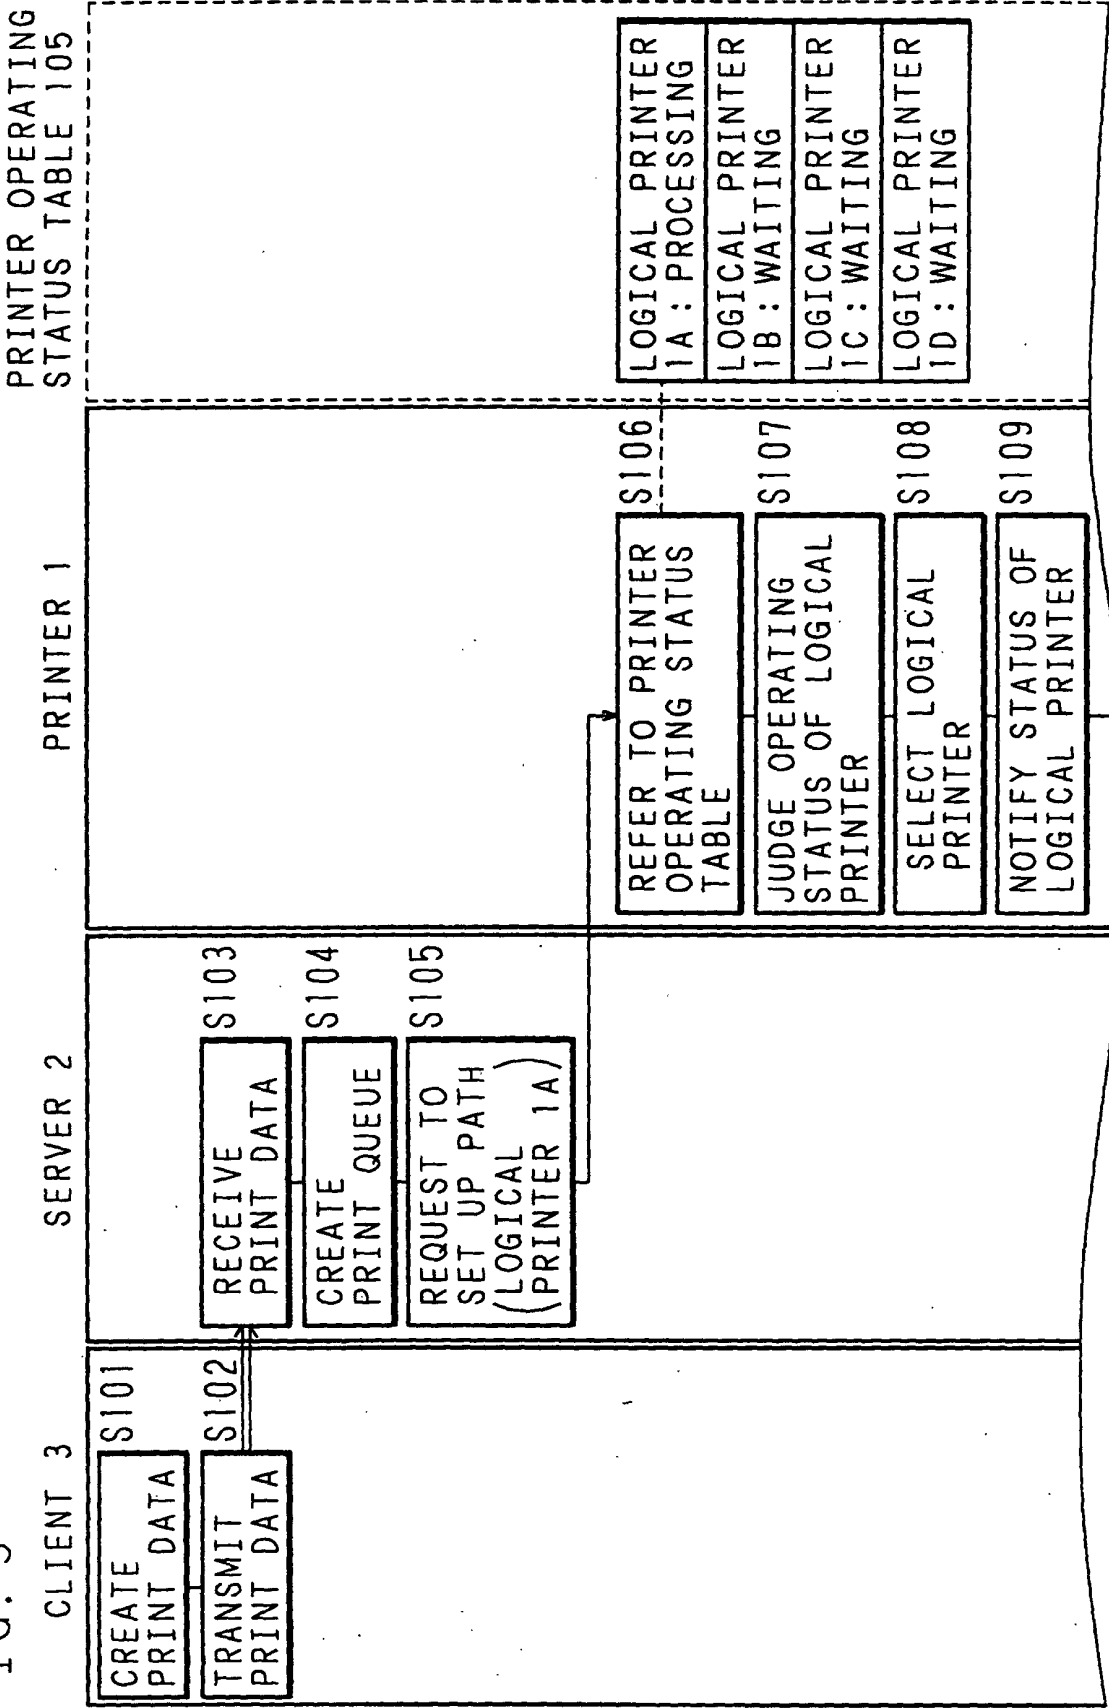 CLIENT 3
CREATE
PRINT DATA
S101
TRANSMIT
PRINT DATA
S102
SERVER 2
RECEIVE
PRINT DATA
S103
CREATE
PRINT QUEUE
S104
REQUEST TO
SET UP PATH
(LOGICAL
PRINTER 1A)
S105
PRINTER 1
REFER TO PRINTER
OPERATING STATUS
TABLE
S106
JUDGE OPERATING
STATUS OF LOGICAL
PRINTER
S107
SELECT LOGICAL
PRINTER
S108
NOTIFY STATUS OF
LOGICAL PRINTER
S109
PRINTER OPERATING
STATUS TABLE 105
LOGICAL PRINTER
1A : PROCESSING
LOGICAL PRINTER
1B : WAITING
LOGICAL PRINTER
1C : WAITING
LOGICAL PRINTER
1D : WAITING